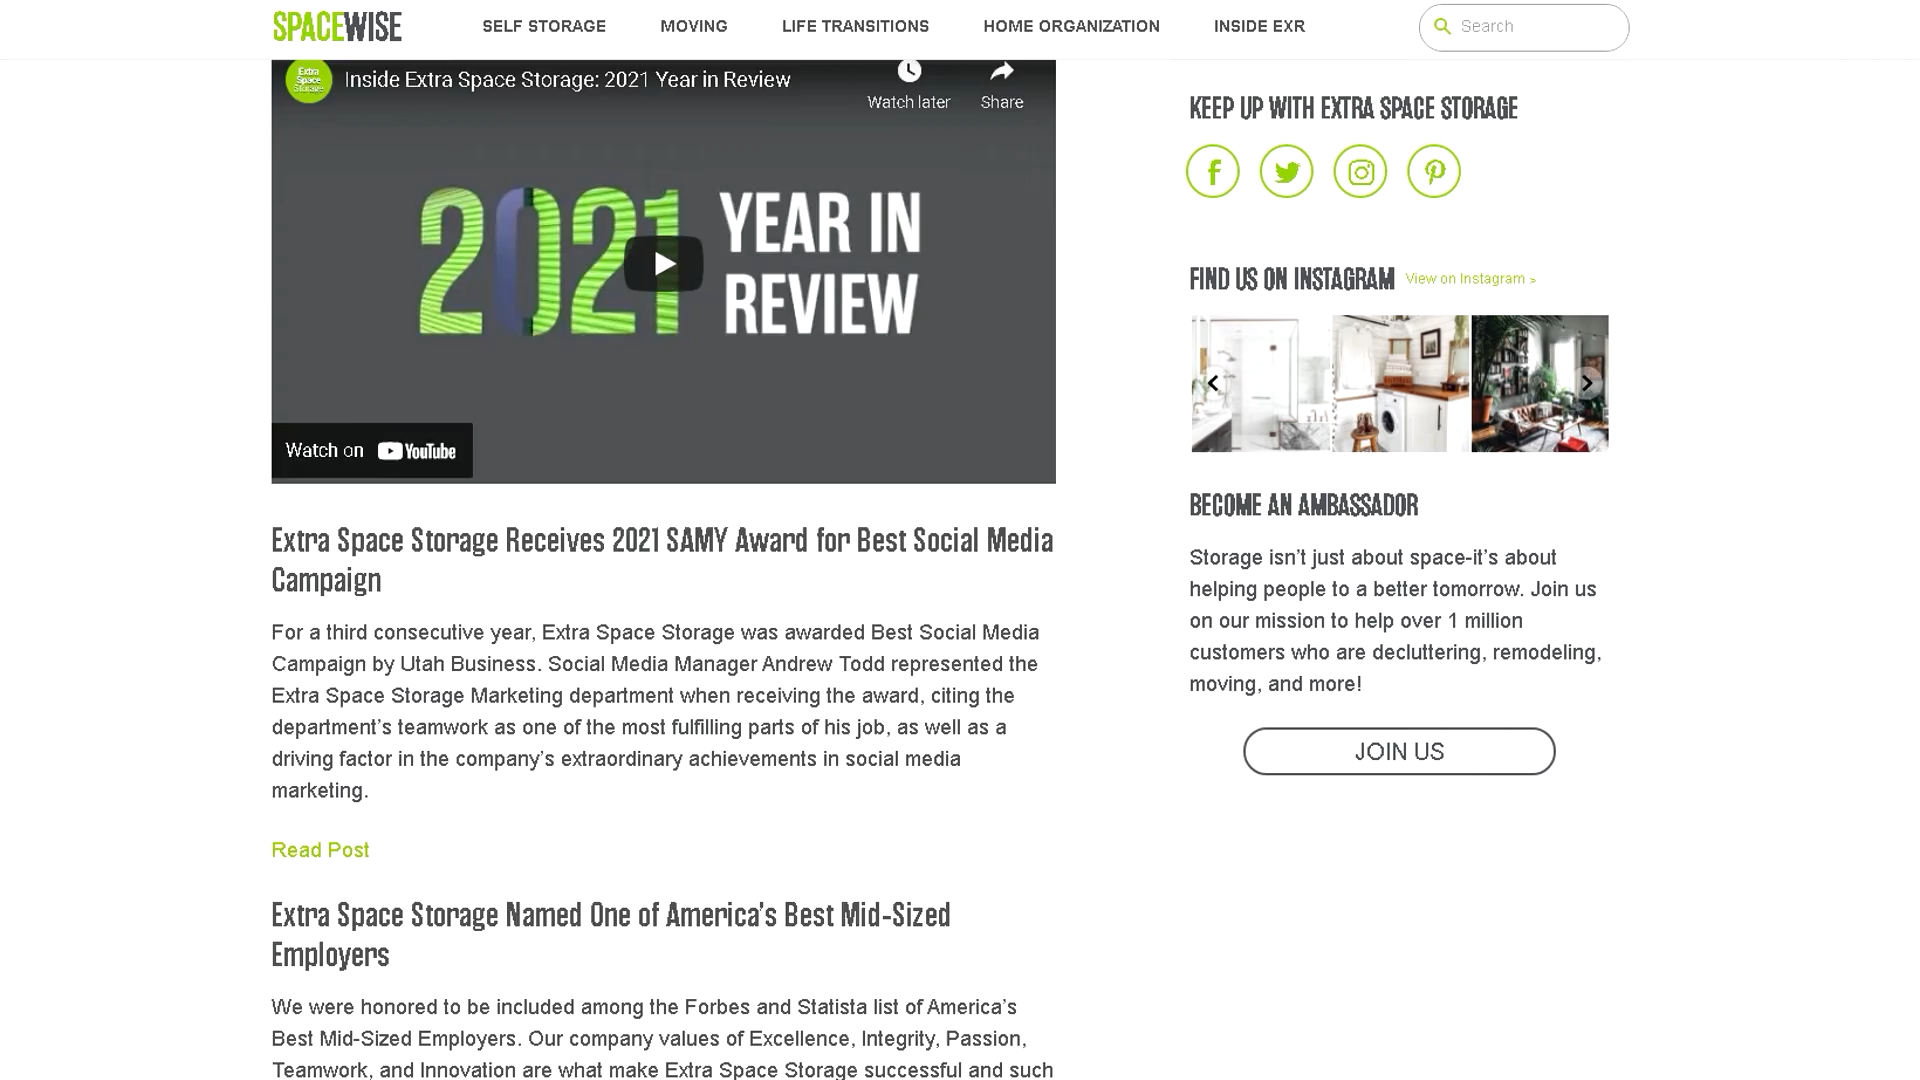 SPACEWISE
SELF STORAGE
MOVING
LIFE TRANSITIONS
HOME ORGANIZATION
INSIDE EXR
Search
Extra
Space
Storage
Inside Extra Space Storage: 2021 Year in Review
Watch later
Share
2021 YEAR IN
REVIEW
Watch on YouTube
Extra Space Storage Receives 2021 SAMY Award for Best Social Media
Campaign
For a third consecutive year, Extra Space Storage was awarded Best Social Media
Campaign by Utah Business. Social Media Manager Andrew Todd represented the
Extra Space Storage Marketing department when receiving the award, citing the
department’s teamwork as one of the most fulfilling parts of his job, as well as a
driving factor in the company’s extraordinary achievements in social media
marketing.
Read Post
Extra Space Storage Named One of America’s Best Mid-Sized
Employers
We were honored to be included among the Forbes and Statista list of America’s
Best Mid-Sized Employers. Our company values of Excellence, Integrity, Passion,
Teamwork, and Innovation are what make Extra Space Storage successful and such
KEEP UP WITH EXTRA SPACE STORAGE
FIND US ON INSTAGRAM View on Instagram >
BECOME AN AMBASSADOR
Storage isn’t just about space-it’s about
helping people to a better tomorrow. Join us
on our mission to help over 1 million
customers who are decluttering, remodeling,
moving, and more!
JOIN US